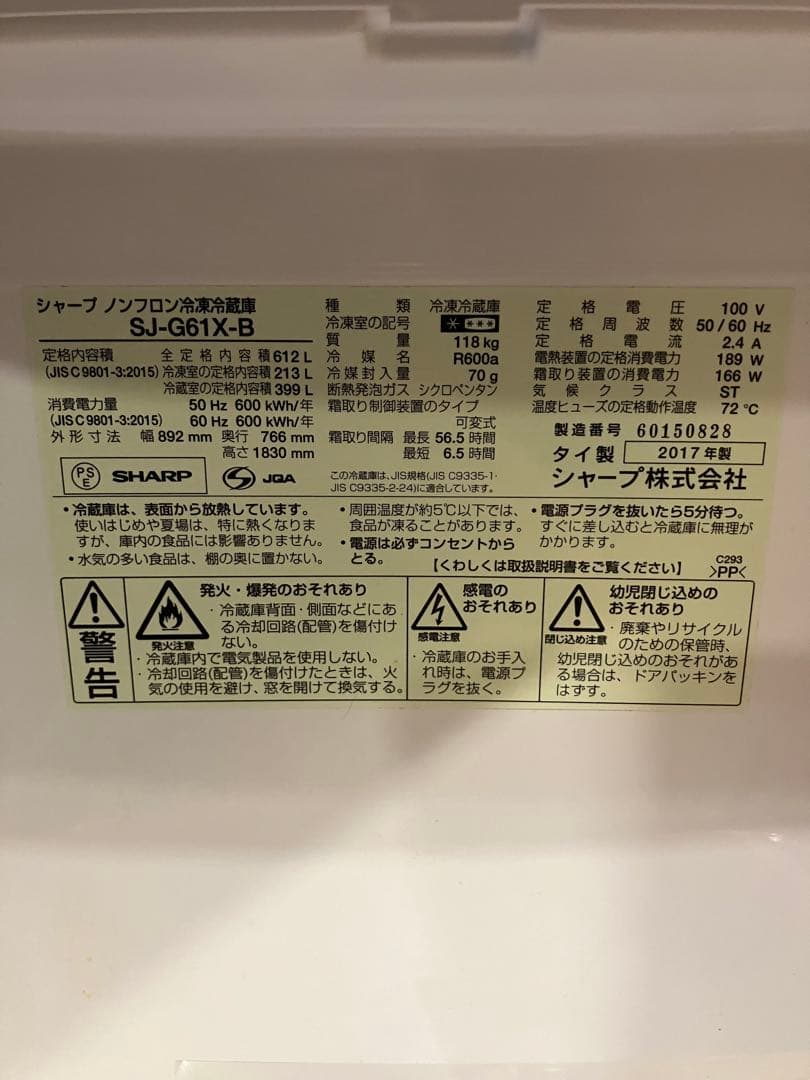 シャープ ノンフロン冷凍冷蔵庫
SJ-G61X-B
定格内容積 全定格内容積 612 L
(JIS C 9801-3:2015) 冷凍室の定格内容積 213 L
冷蔵室の定格内容積 399 L
消費電力量 50 Hz 600 kWh/年
(JIS C 9801-3:2015) 60 Hz 600 kWh/年
外形寸法 幅 892 mm 奥行 766 mm
高さ 1830 mm
PSE SHARP JQA
種類 冷凍冷蔵庫
冷凍室の記号 * ***
質量 118 kg
冷媒名 R600a
冷媒封入量 70 g
断熱発泡ガス シクロペンタン
霜取り制御装置のタイプ
可変式
霜取り間隔 最長 56.5 時間
最短 6.5 時間
この冷蔵庫は、JIS規格(JIS C9335-1・
JIS C9335-2-24)に適合しています。
定格電圧 100 V
定格周波数 50 / 60 Hz
定格電流 2.4 A
電熱装置の定格消費電力 189 W
霜取り装置の消費電力 166 W
気候クラス ST
温度ヒューズの定格動作温度 72 ℃
製造番号 60150828
タイ製 2017年製
シャープ株式会社
・冷蔵庫は、表面から放熱しています。
使いはじめや夏場は、特に熱くなりま
すが、庫内の食品には影響ありません。
・水気の多い食品は、棚の奥に置かない。
・周囲温度が約5℃以下では、
食品が凍ることがあります。
・電源は必ずコンセントから
とる。
・電源プラグを抜いたら5分待つ。
すぐに差し込むと冷蔵庫に無理が
かかります。
【くわしくは取扱説明書をご覧ください】
C293
>PP<
警告
発火注意
発火・爆発のおそれあり
・冷蔵庫背面・側面などにあ
る冷却回路(配管)を傷付け
ない。
・冷蔵庫内で電気製品を使用しない。
・冷却回路(配管)を傷付けたときは、火
気の使用を避け、窓を開けて換気する。
感電注意
感電の
おそれあり
・冷蔵庫のお手入
れ時は、電源プ
ラグを抜く。
閉じ込め注意
幼児閉じ込めの
おそれあり
・廃棄やリサイクル
のための保管時、
幼児閉じ込めのおそれがあ
る場合は、ドアパッキンを
はずす。